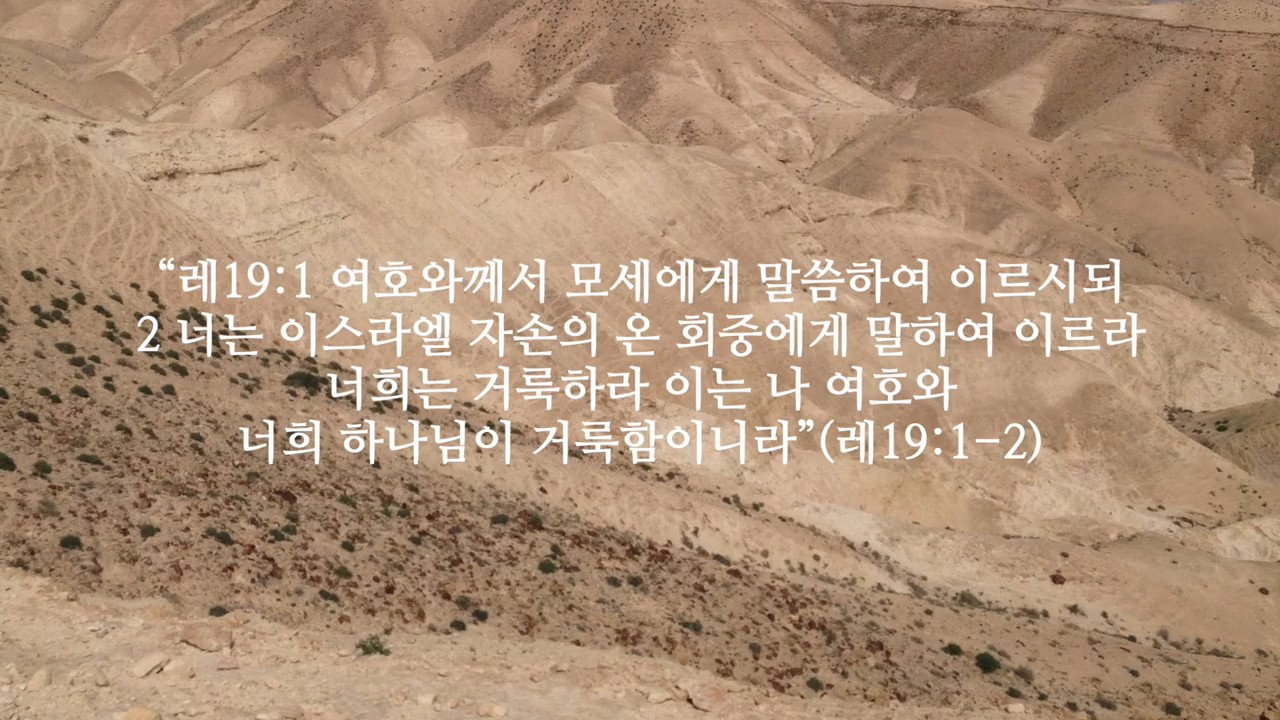 “레19:1 여호와께서 모세에게 말씀하여 이르시되
2 너는 이스라엘 자손의 온 회중에게 말하여 이르라
너희는 거룩하라 이는 나 여호와
너희 하나님이 거룩함이니라”(레19:1-2)